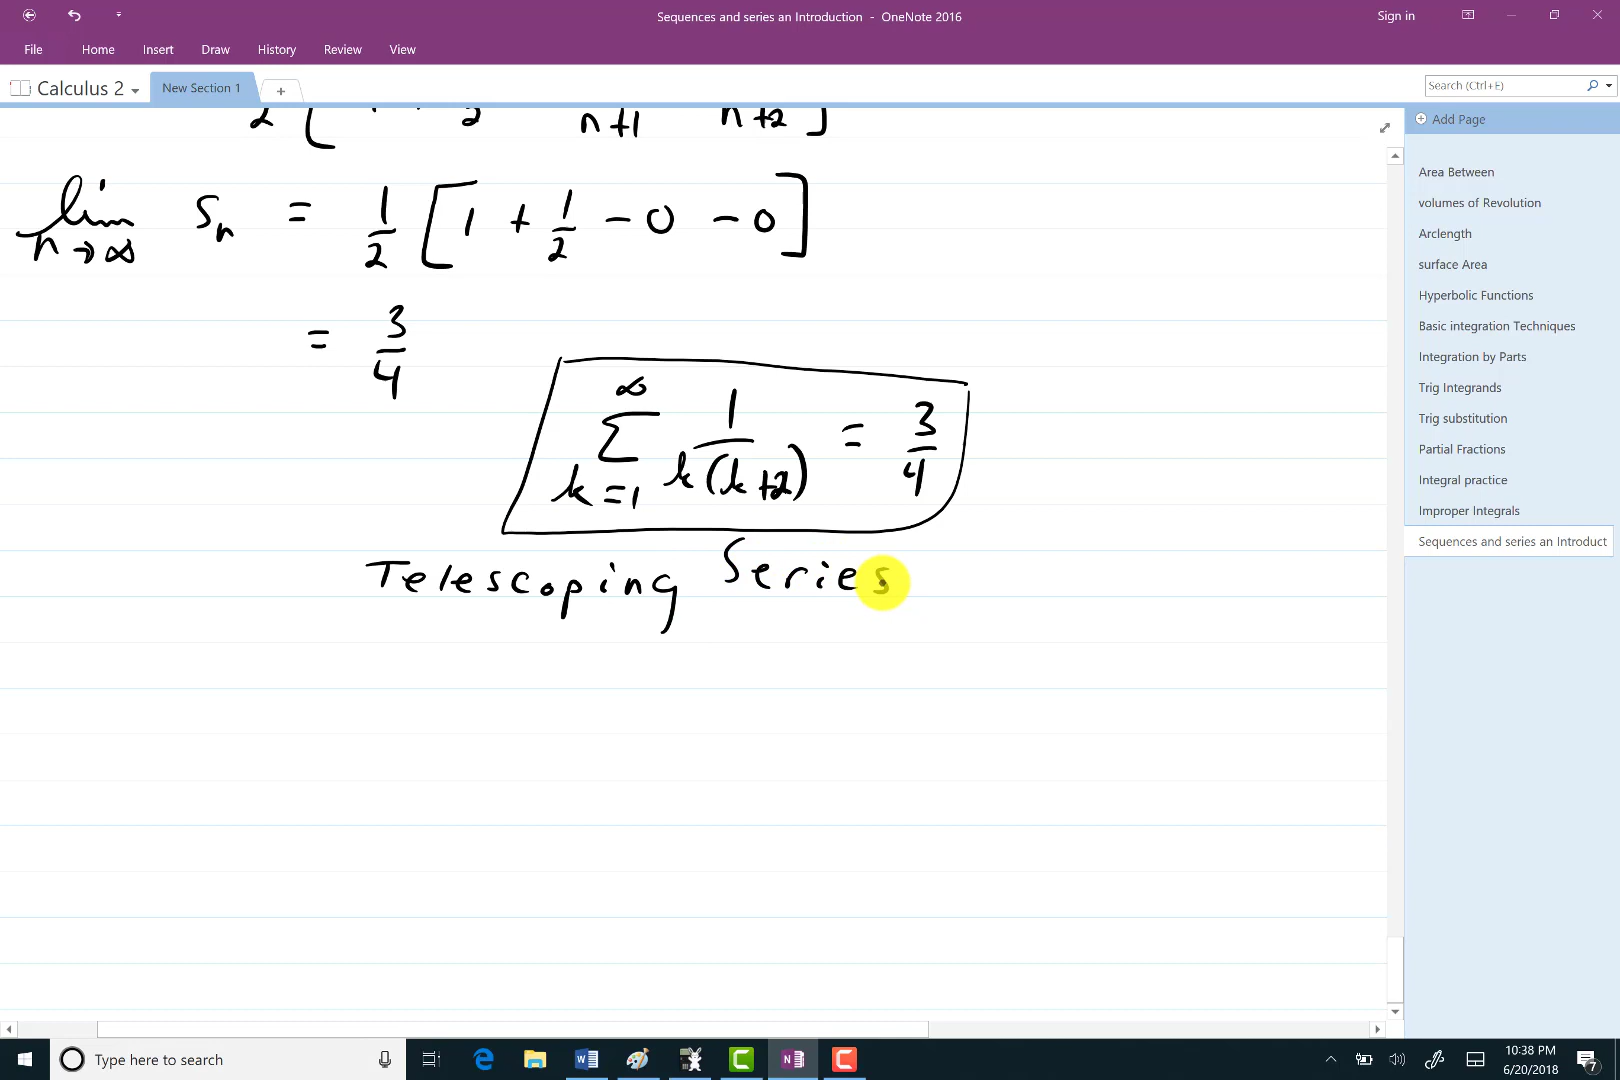 Sequences and series an Introduction - OneNote 2016
Sign in
File Home Insert Draw History Review View
Calculus 2
New Section 1
+
Search (Ctrl+E)
Add Page
Area Between
volumes of Revolution
Arclength
surface Area
Hyperbolic Functions
Basic integration Techniques
Integration by Parts
Trig Integrands
Trig substitution
Partial Fractions
Integral practice
Improper Integrals
Sequences and series an Introduct
2 [ 2 n+1 n+2 ]
lim n→∞ Sn = 1/2 [ 1 + 1/2 - 0 - 0 ]
= 3/4
∞ ∑ k=1 1/k(k+2) = 3/4
Telescoping Series
Type here to search
10:38 PM
6/20/2018
7